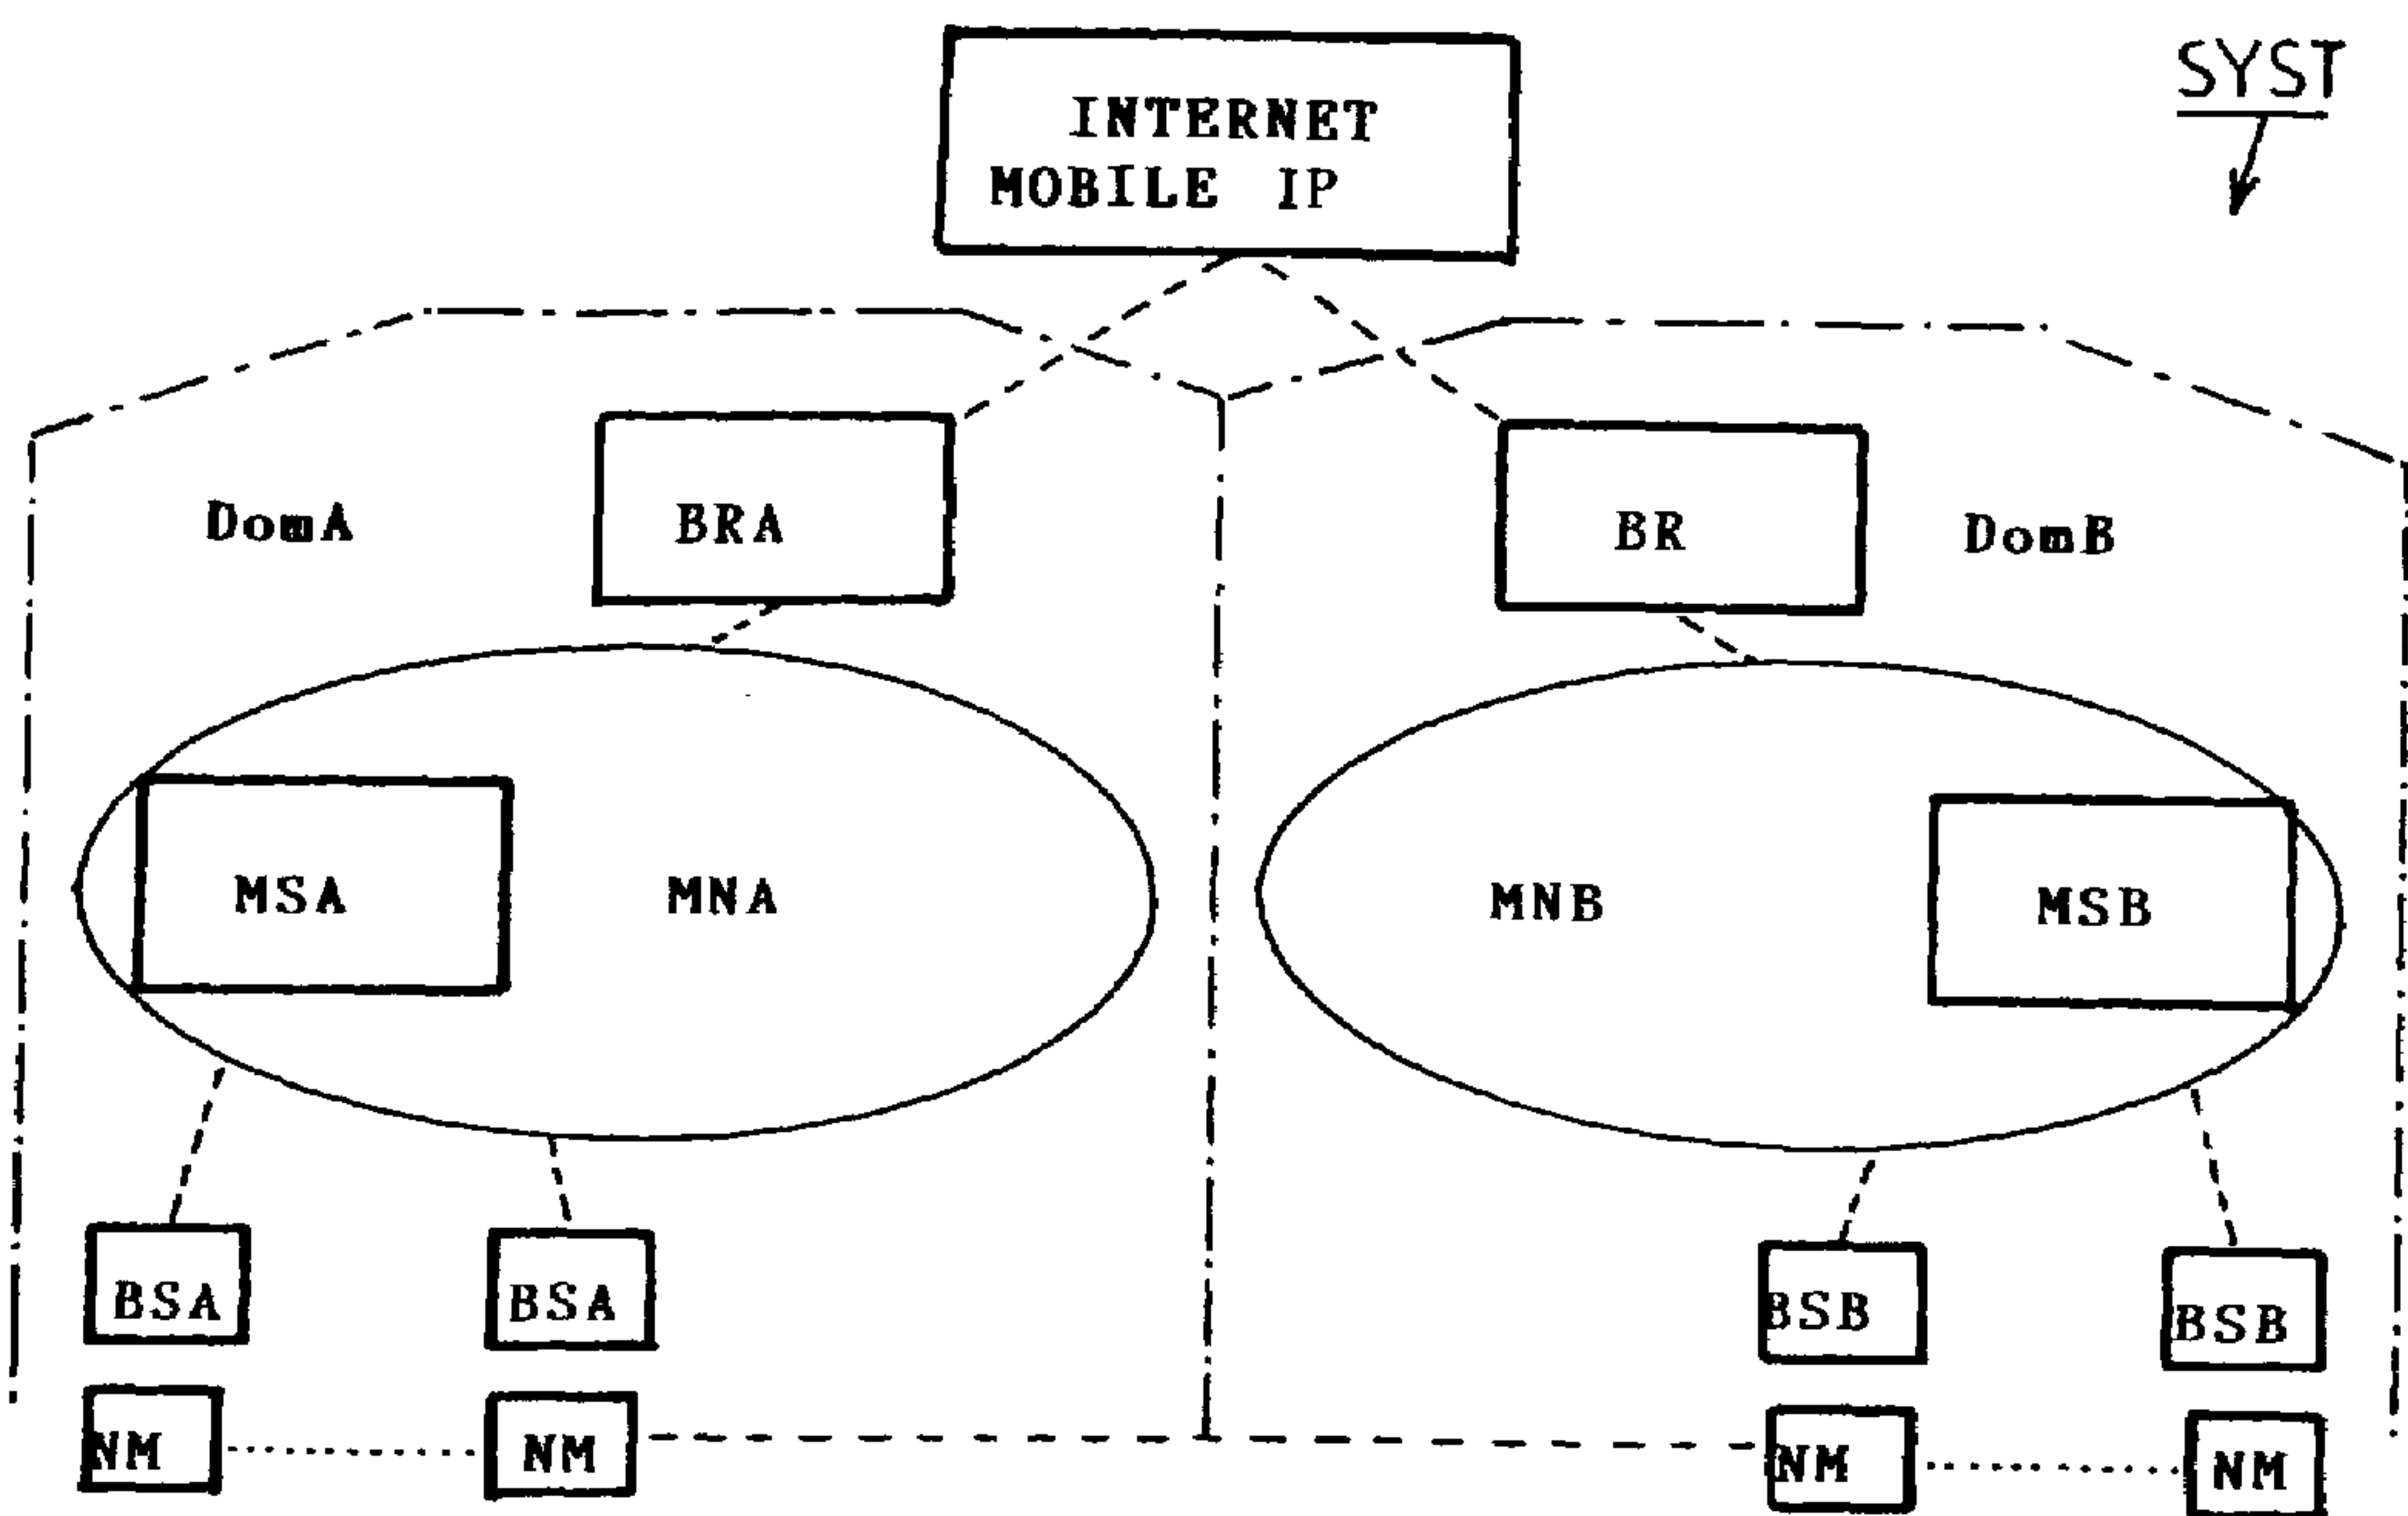 SYST
INTERNET
MOBILE IP
DomA
BRA
BR
DomB
MSA
MNA
MNB
MSB
BSA
BSA
BSB
BSB
NM
NM
NM
NM